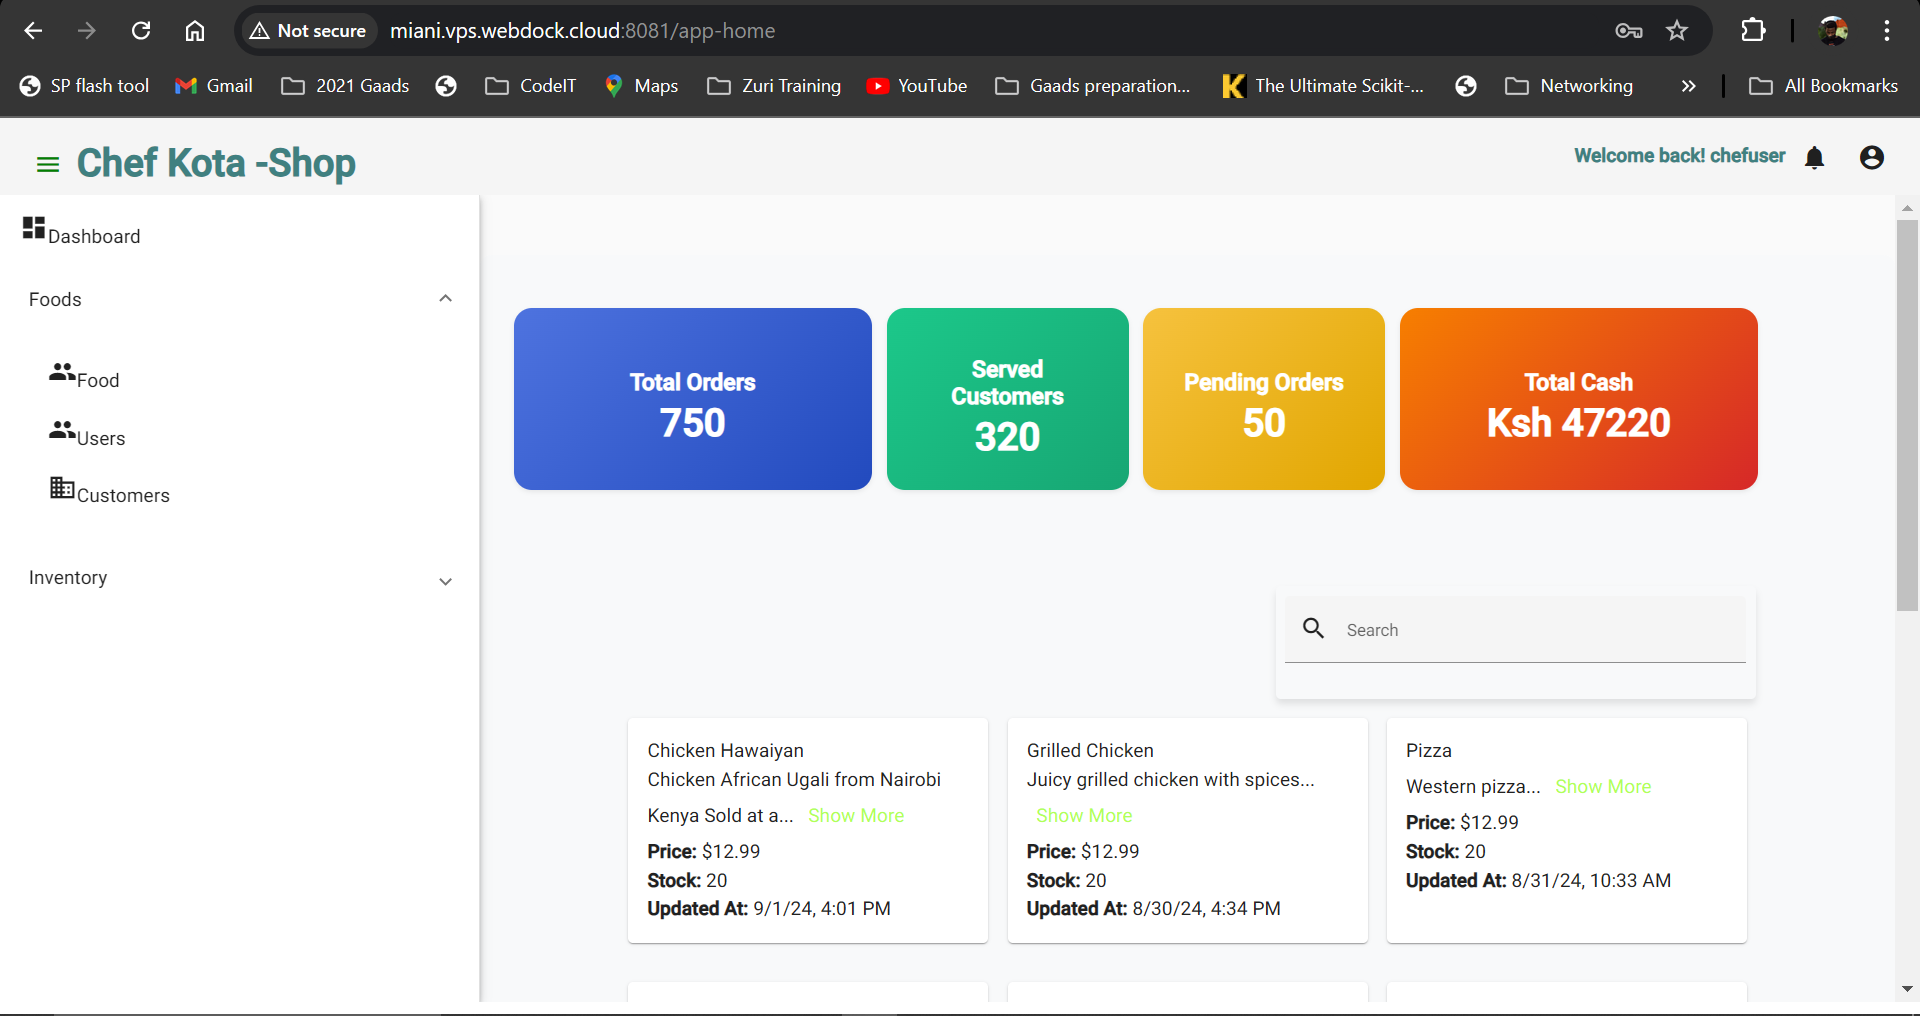 Not secure miani.vps.webdock.cloud:8081/app-home
SP flash tool Gmail 2021 Gaads CodeIT Maps Zuri Training YouTube Gaads preparation... The Ultimate Scikit-... Networking » All Bookmarks
Chef Kota -Shop
Welcome back! chefuser
Dashboard
Foods
Food
Users
Customers
Inventory
Total Orders
750
Served
Customers
320
Pending Orders
50
Total Cash
Ksh 47220
Search
Chicken Hawaiyan
Chicken African Ugali from Nairobi
Kenya Sold at a... Show More
Price: $12.99
Stock: 20
Updated At: 9/1/24, 4:01 PM
Grilled Chicken
Juicy grilled chicken with spices...
Show More
Price: $12.99
Stock: 20
Updated At: 8/30/24, 4:34 PM
Pizza
Western pizza... Show More
Price: $12.99
Stock: 20
Updated At: 8/31/24, 10:33 AM